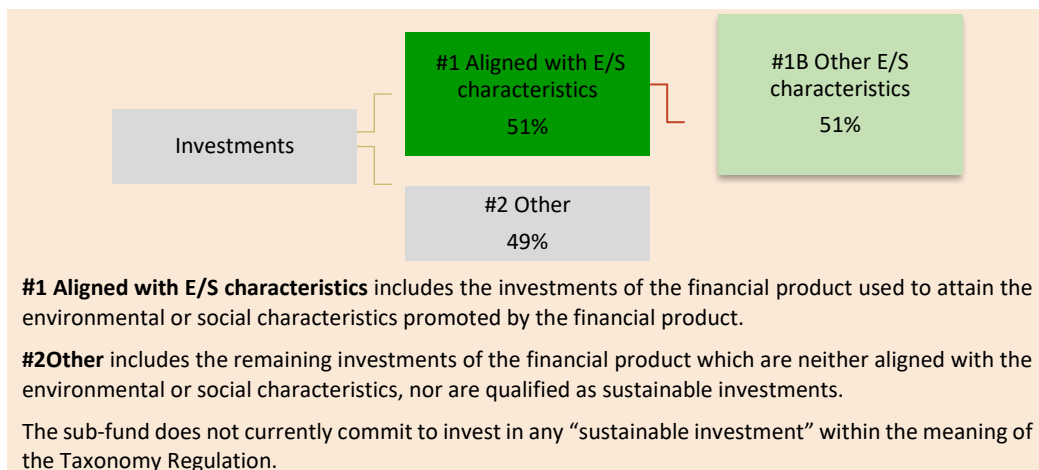 Investments
#1 Aligned with E/S
characteristics
51%
#1B Other E/S
characteristics
51%
#2 Other
49%
#1 Aligned with E/S characteristics includes the investments of the financial product used to attain the
environmental or social characteristics promoted by the financial product.
#2Other includes the remaining investments of the financial product which are neither aligned with the
environmental or social characteristics, nor are qualified as sustainable investments.
The sub-fund does not currently commit to invest in any “sustainable investment” within the meaning of
the Taxonomy Regulation.